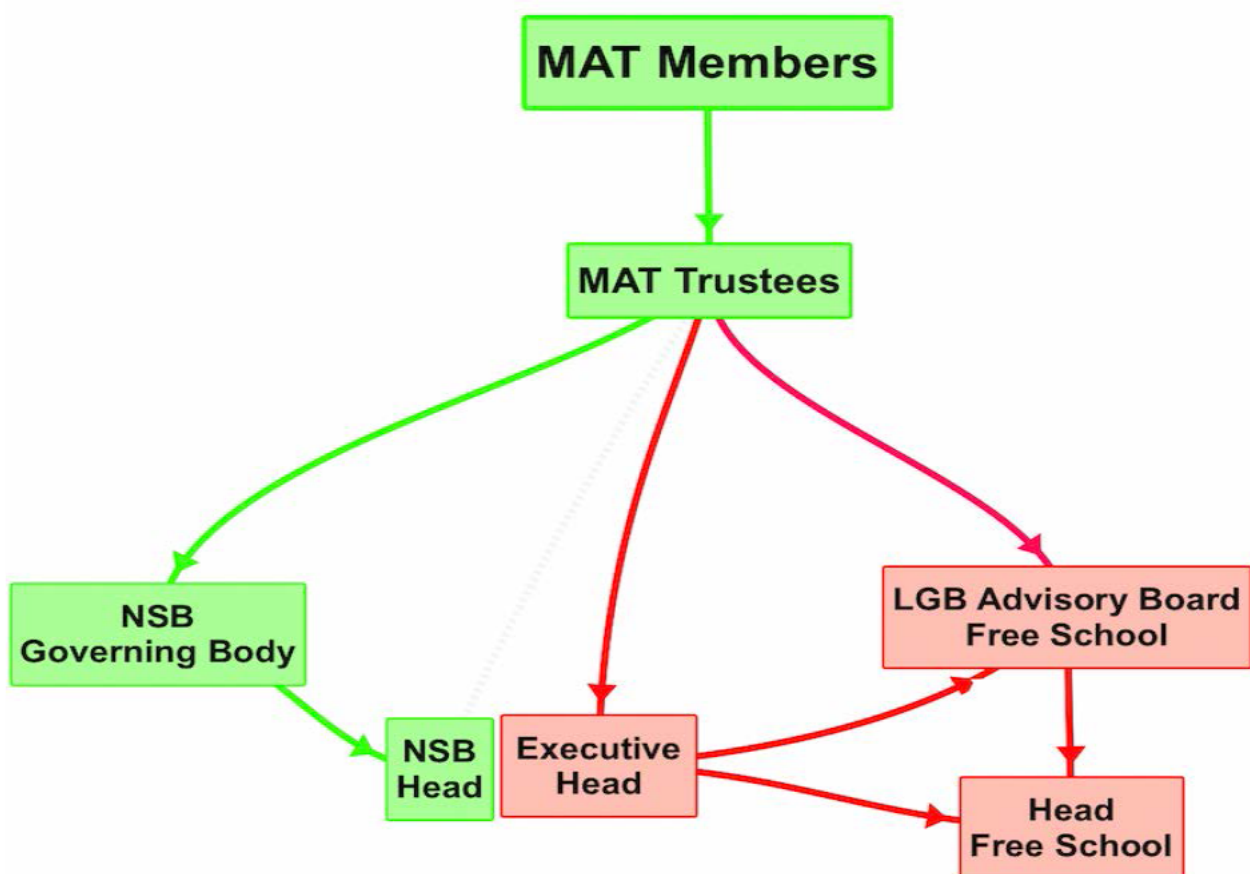 MAT Members
MAT Trustees
NSB
Governing Body
LGB Advisory Board
Free School
NSB
Head
Executive
Head
Head
Free School